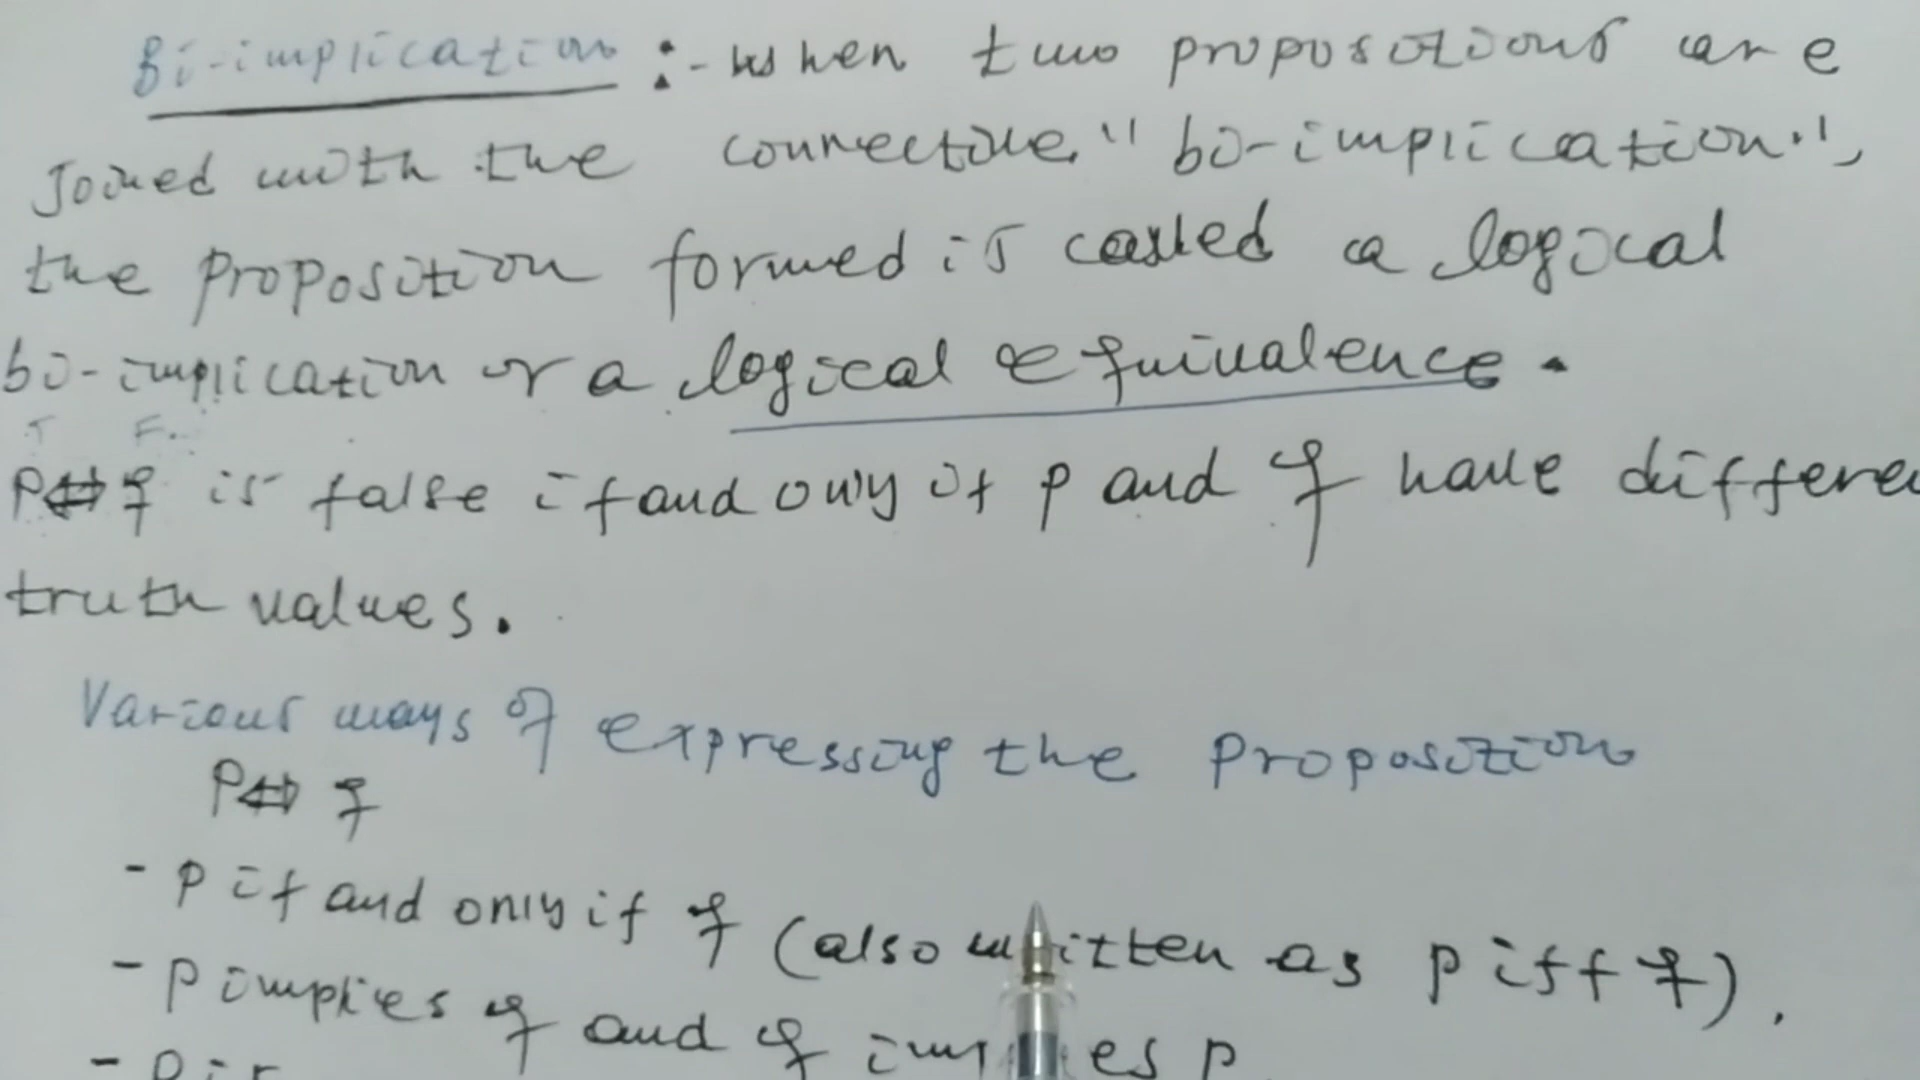 Bi-implication :- when two propositions are
Joined with the connective "bi-implication",
the proposition formed is called a logical
bi-implication or a logical equivalence.
T F.
P⇔q is false if and only if p and q have differe
truth values.
Various ways of expressing the proposition
P⇔ q
- p if and only if q (also written as p iff q).
- p implies q and q implies p
- p is